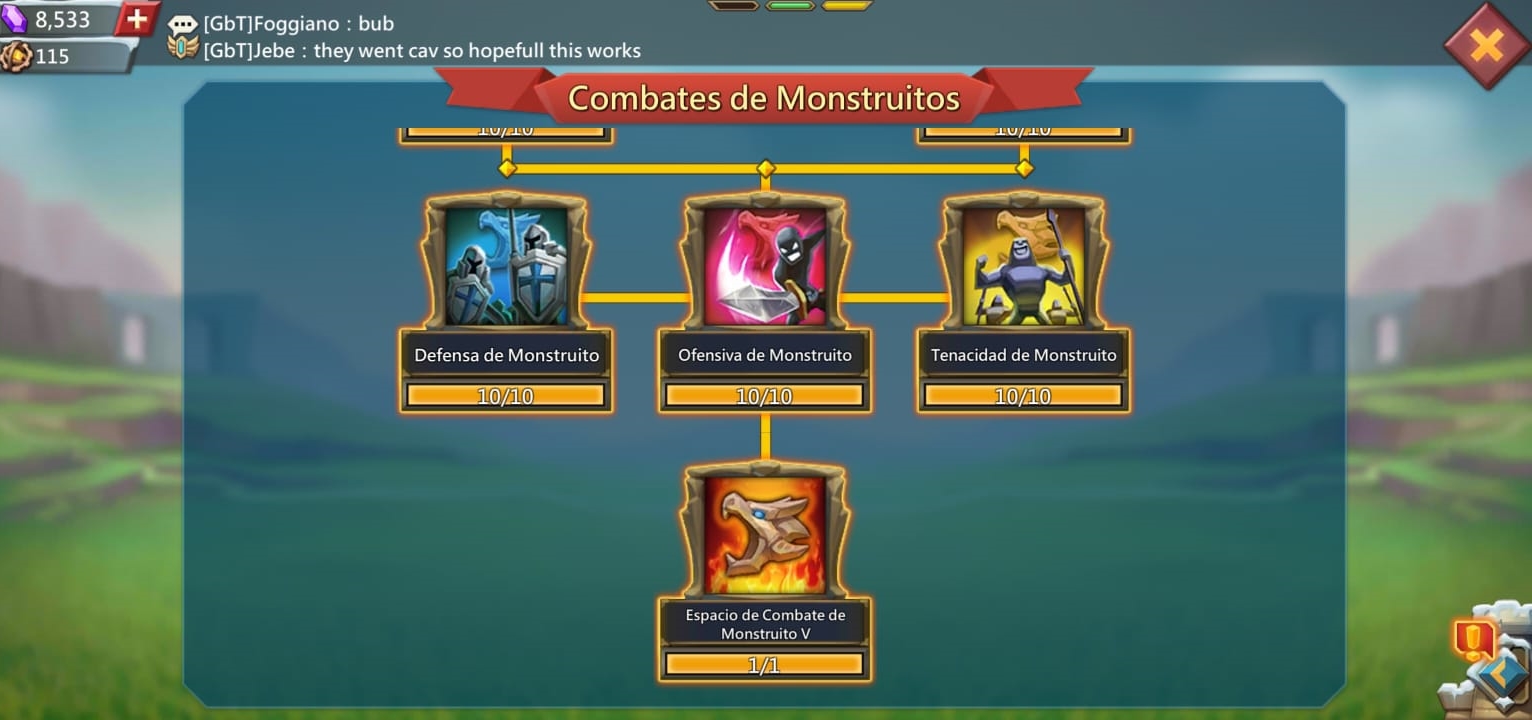 8,533
[GbT]Foggiano : bub
115
[GbT]Jebe : they went cav so hopefull this works
Combates de Monstruitos
10/10
10/10
Defensa de Monstruito
Ofensiva de Monstruito
Tenacidad de Monstruito
10/10
10/10
10/10
Espacio de Combate de
Monstruito V
1/1